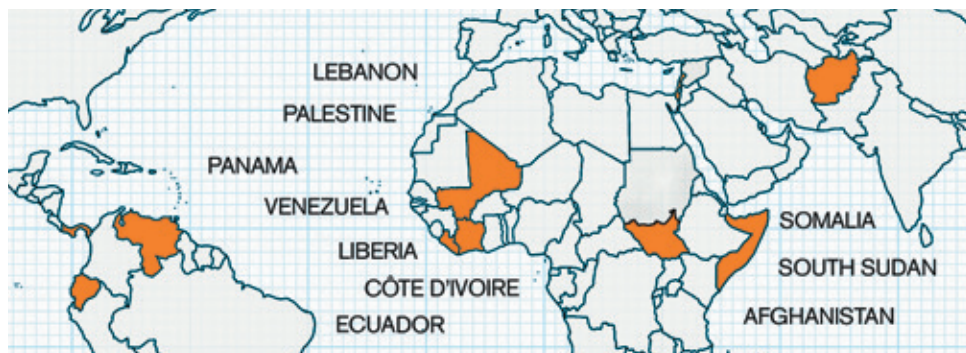 LEBANON
PALESTINE
PANAMA
VENEZUELA
LIBERIA
CÔTE D'IVOIRE
ECUADOR
SOMALIA
SOUTH SUDAN
AFGHANISTAN